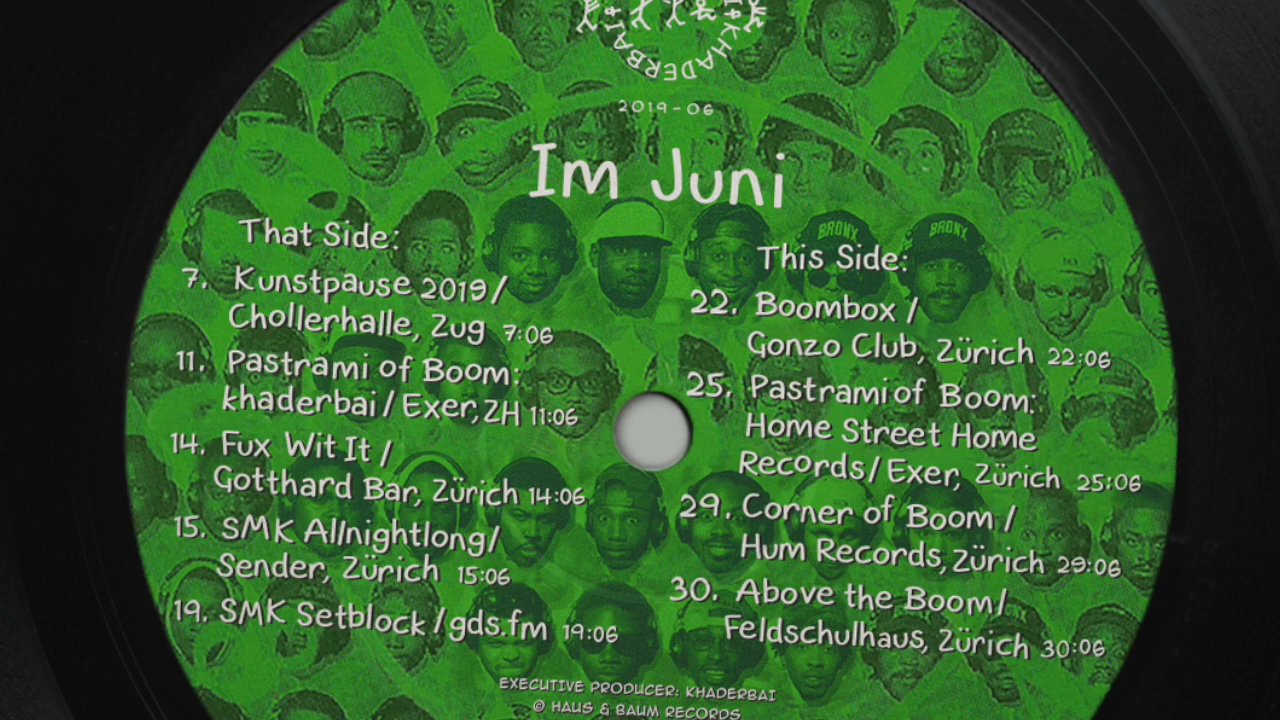 KHADERBAI
2019-06
Im Juni
That Side:
7. Kunstpause 2019/
Chollerhalle, Zug 7:06
11. Pastrami of Boom:
khaderbai / Exer, ZH 11:06
14. Fux Wit It /
Gotthard Bar, Zürich 14:06
15. SMK Allnightlong/
Sender, Zürich 15:06
19. SMK Setblock / gds.fm 19:06
This Side:
22. Boombox /
Gonzo Club, Zürich 22:06
25. Pastrami of Boom:
Home Street Home
Records / Exer, Zürich 25:06
29. Corner of Boom /
Hum Records, Zürich 29:06
30. Above the Boom/
Feldschulhaus, Zürich 30:06
EXECUTIVE PRODUCER: KHADERBAI
© HAUS & BAUM RECORDS
BRONX
BRONX